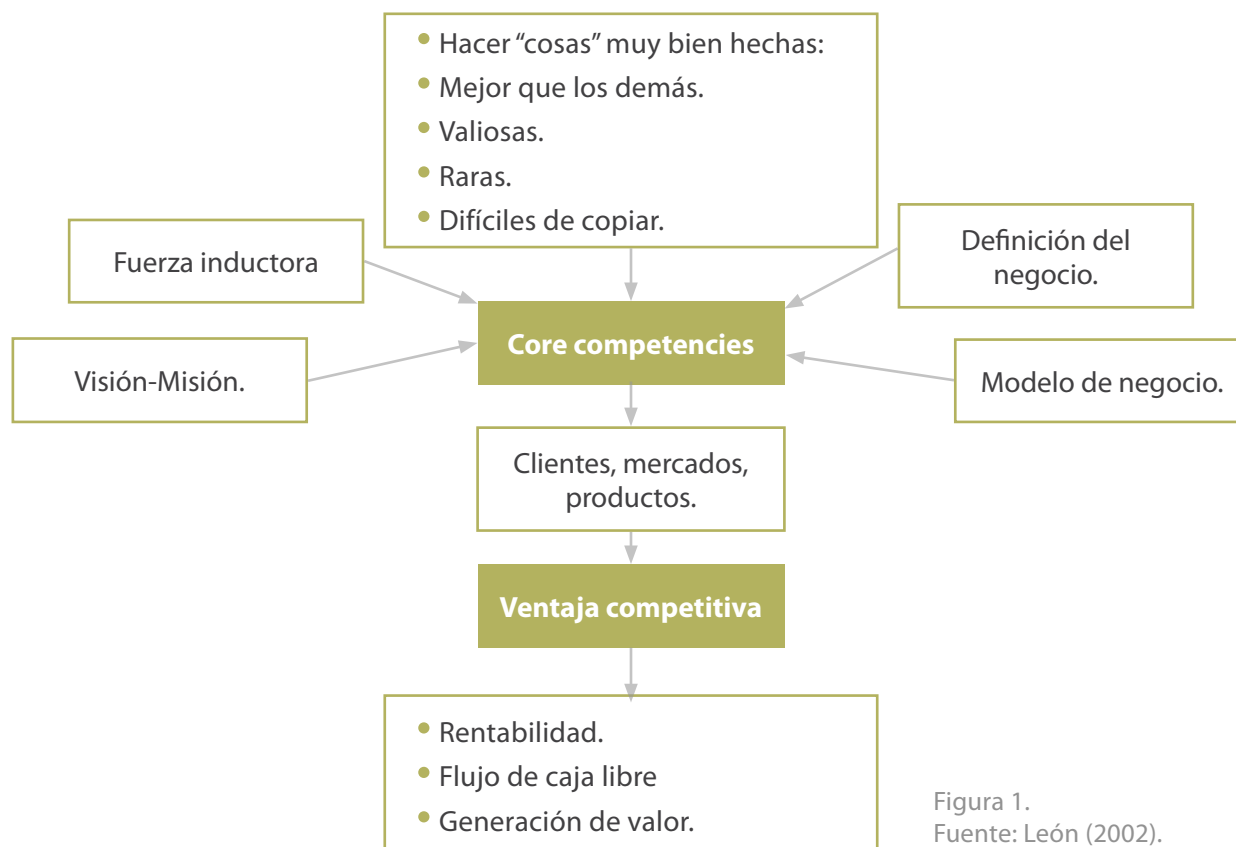 • Hacer “cosas” muy bien hechas:
• Mejor que los demás.
• Valiosas.
• Raras.
• Difíciles de copiar.
Fuerza inductora
Definición del
negocio.
Core competencies
Visión-Misión.
Modelo de negocio.
Clientes, mercados,
productos.
Ventaja competitiva
• Rentabilidad.
• Flujo de caja libre
• Generación de valor.
Figura 1.
Fuente: León (2002).